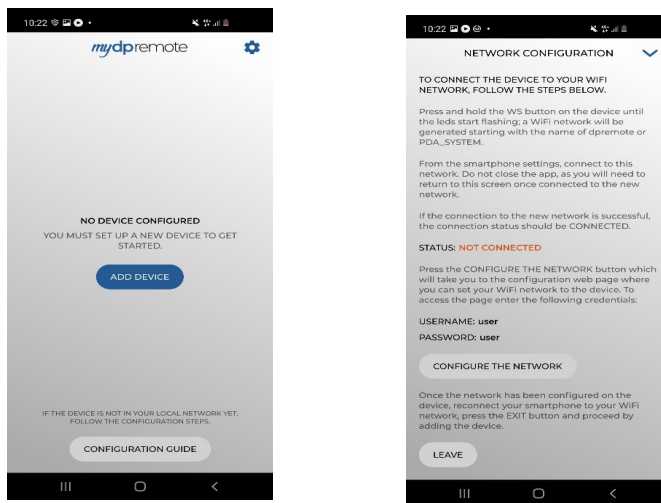 10:22
mydpremote
NO DEVICE CONFIGURED
YOU MUST SET UP A NEW DEVICE TO GET
STARTED.
ADD DEVICE
IF THE DEVICE IS NOT IN YOUR LOCAL NETWORK YET,
FOLLOW THE CONFIGURATION STEPS.
CONFIGURATION GUIDE
10:22
NETWORK CONFIGURATION
TO CONNECT THE DEVICE TO YOUR WIFI
NETWORK, FOLLOW THE STEPS BELOW.
Press and hold the WS button on the device until
the leds start flashing; a WiFi network will be
generated starting with the name of dpremote or
PDA_SYSTEM.
From the smartphone settings, connect to this
network. Do not close the app, as you will need to
return to this screen once connected to the new
network.
If the connection to the new network is successful,
the connection status should be CONNECTED.
STATUS: NOT CONNECTED
Press the CONFIGURE THE NETWORK button which
will take you to the configuration web page where
you can set your WiFi network to the device. To
access the page enter the following credentials:
USERNAME: user
PASSWORD: user
CONFIGURE THE NETWORK
Once the network has been configured on the
device, reconnect your smartphone to your WiFi
network, press the EXIT button and proceed by
adding the device.
LEAVE